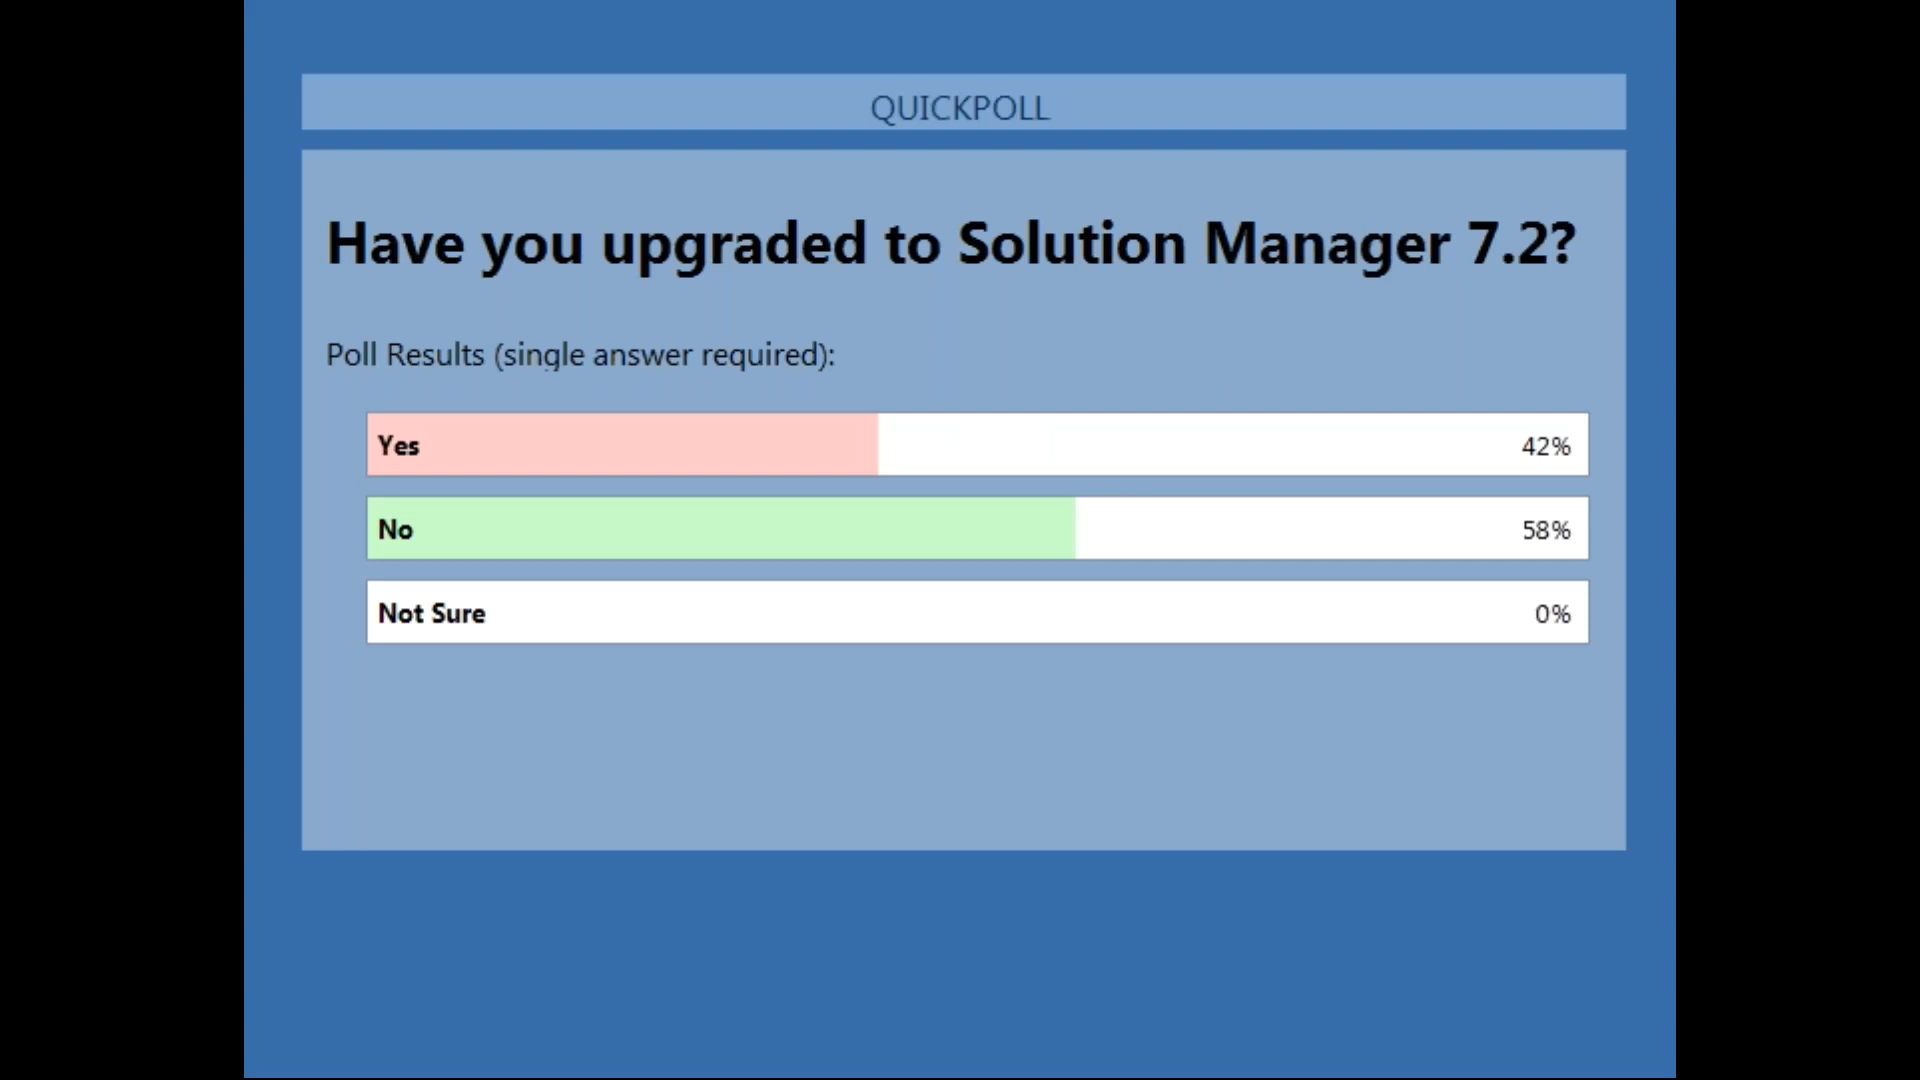 QUICKPOLL
Have you upgraded to Solution Manager 7.2?
Poll Results (single answer required):
Yes 42%
No 58%
Not Sure 0%